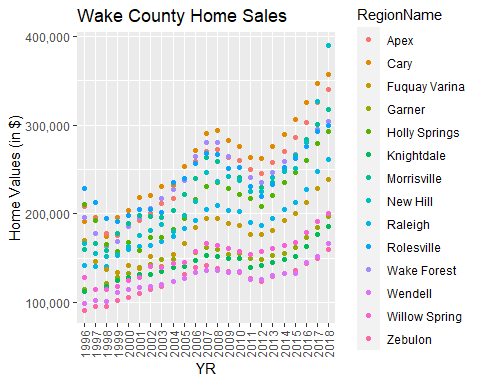 Wake County Home Sales
Home Values (in $)
400,000
300,000
200,000
100,000
1996
1997
1998
1999
2000
2001
2002
2003
2004
2005
2006
2007
2008
2009
2010
2011
2012
2013
2014
2015
2016
2017
2018
YR
RegionName
Apex
Cary
Fuquay Varina
Garner
Holly Springs
Knightdale
Morrisville
New Hill
Raleigh
Rolesville
Wake Forest
Wendell
Willow Spring
Zebulon